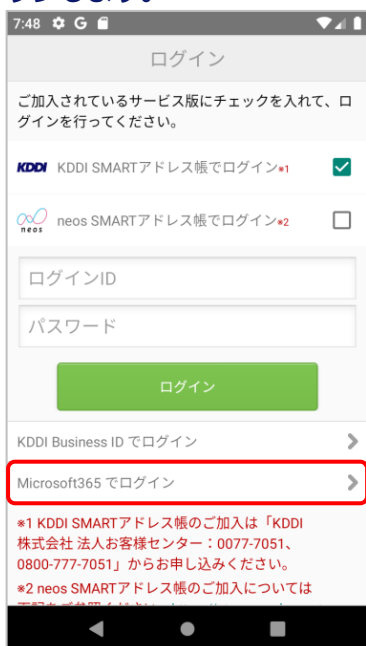 7:48
ログイン
ご加入されているサービス版にチェックを入れて、ロ
グインを行ってください。
KDDI KDDI SMARTアドレス帳でログイン※1
neos neos SMARTアドレス帳でログイン※2
ログインID
パスワード
ログイン
KDDI Business ID でログイン
Microsoft365 でログイン
※1 KDDI SMARTアドレス帳のご加入は「KDDI
株式会社 法人お客様センター：0077-7051、
0800-777-7051」からお申し込みください。
※2 neos SMARTアドレス帳のご加入については